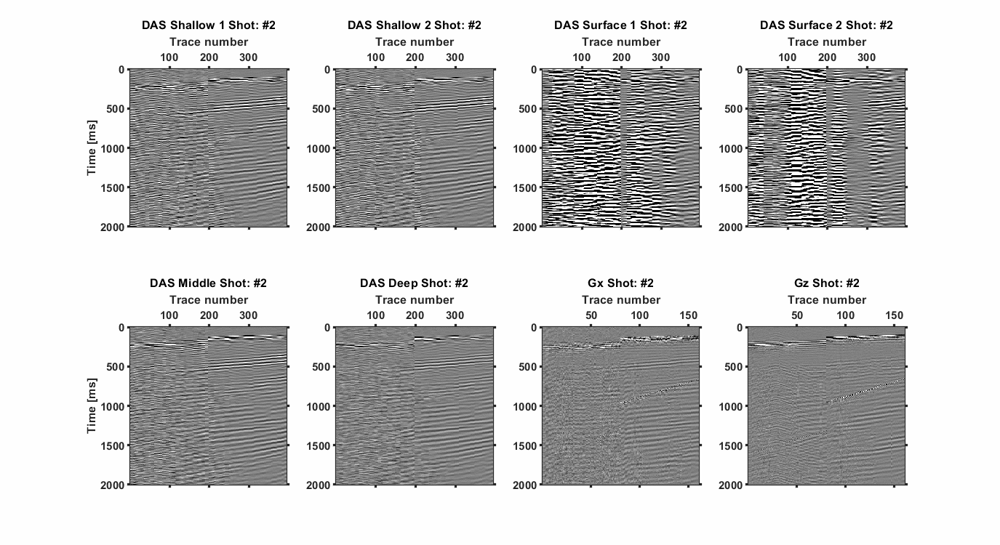 DAS Shallow 1 Shot: #2 DAS Shallow 2 Shot: #2 DAS Surface 1 Shot: #2 DAS Surface 2 Shot: #2
Trace number Trace number Trace number Trace number
100 200 300 100 200 300 100 200 300 100 200 300
0 0 0 0
500 500 500 500
Time [ms]
1000 1000 1000 1000
1500 1500 1500 1500
2000 2000 2000 2000
DAS Middle Shot: #2 DAS Deep Shot: #2 Gx Shot: #2 Gz Shot: #2
Trace number Trace number Trace number Trace number
100 200 300 100 200 300 50 100 150 50 100 150
0 0 0 0
500 500 500 500
Time [ms]
1000 1000 1000 1000
1500 1500 1500 1500
2000 2000 2000 2000